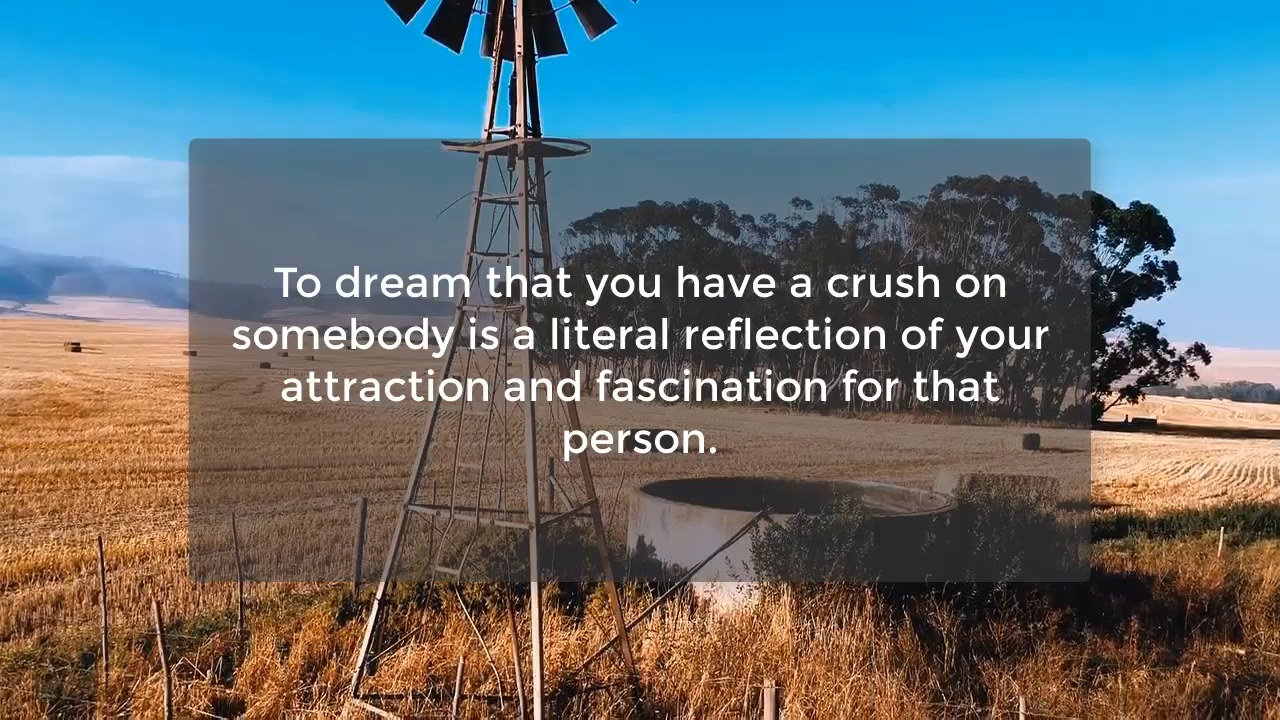 To dream that you have a crush on
somebody is a literal reflection of your
attraction and fascination for that
person.